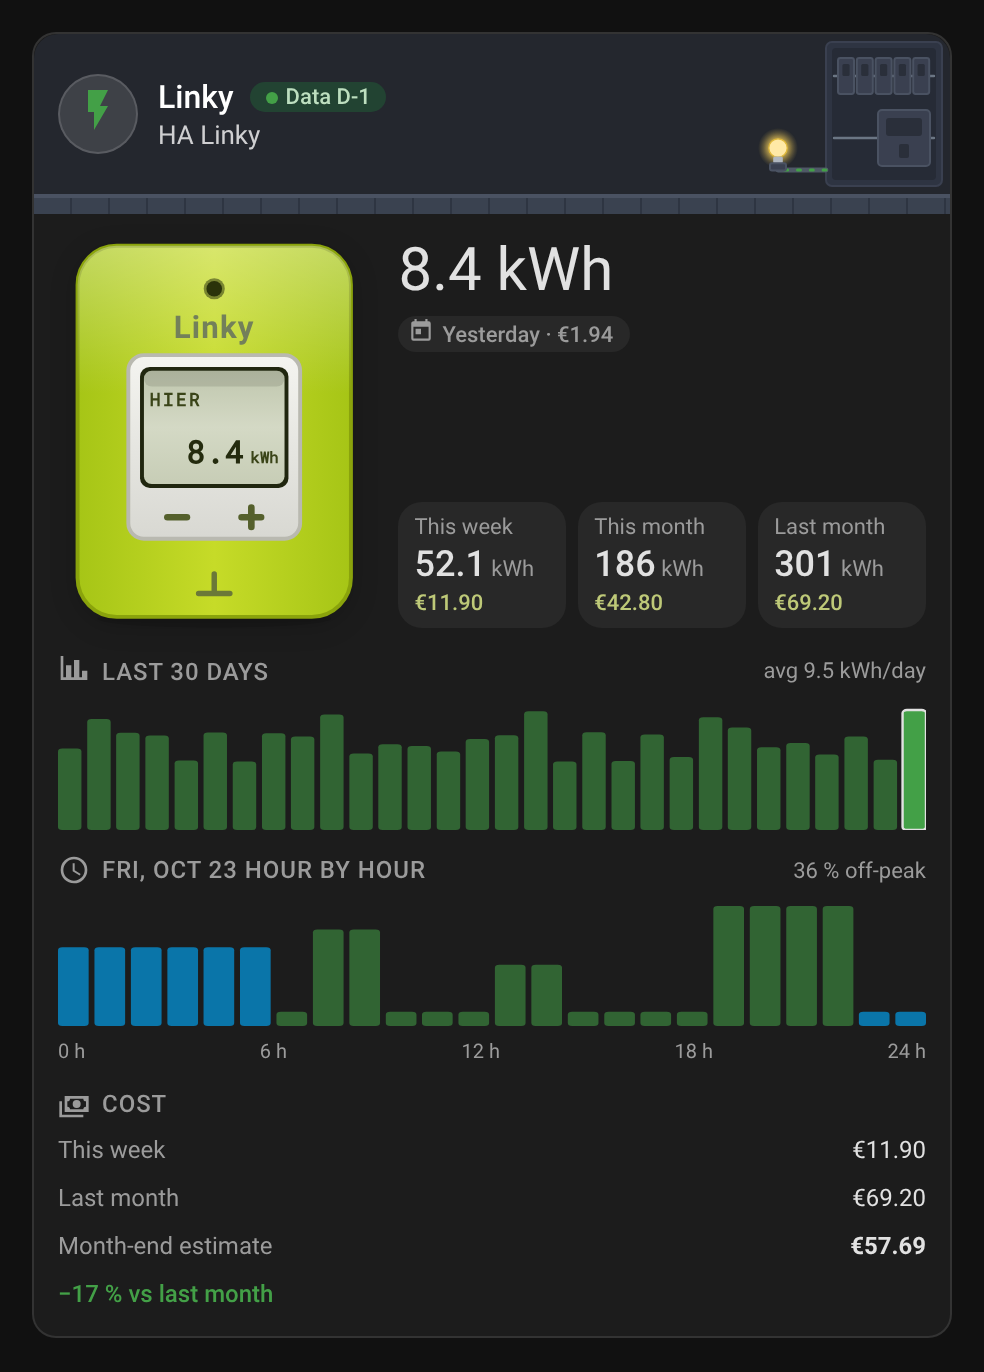 Linky
Data D-1
HA Linky
Linky
HIER
8.4 kWh
8.4 kWh
Yesterday · €1.94
This week
52.1 kWh
€11.90
This month
186 kWh
€42.80
Last month
301 kWh
€69.20
LAST 30 DAYS
avg 9.5 kWh/day
FRI, OCT 23 HOUR BY HOUR
36 % off-peak
0 h 6 h 12 h 18 h 24 h
COST
This week €11.90
Last month €69.20
Month-end estimate €57.69
−17 % vs last month